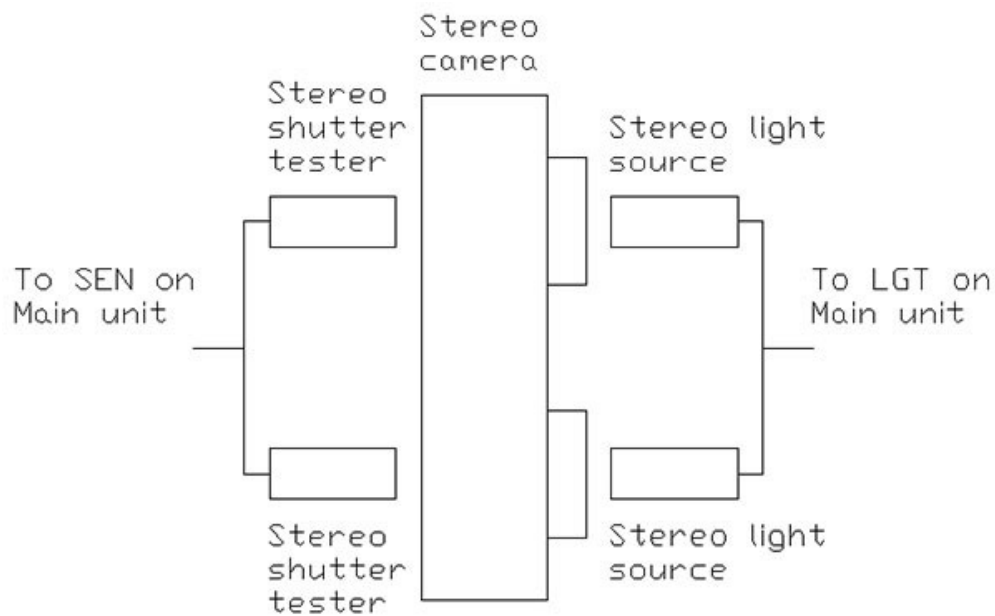 Stereo
camera
Stereo
shutter
tester
Stereo light
source
To SEN on
Main unit
To LGT on
Main unit
Stereo
shutter
tester
Stereo light
source